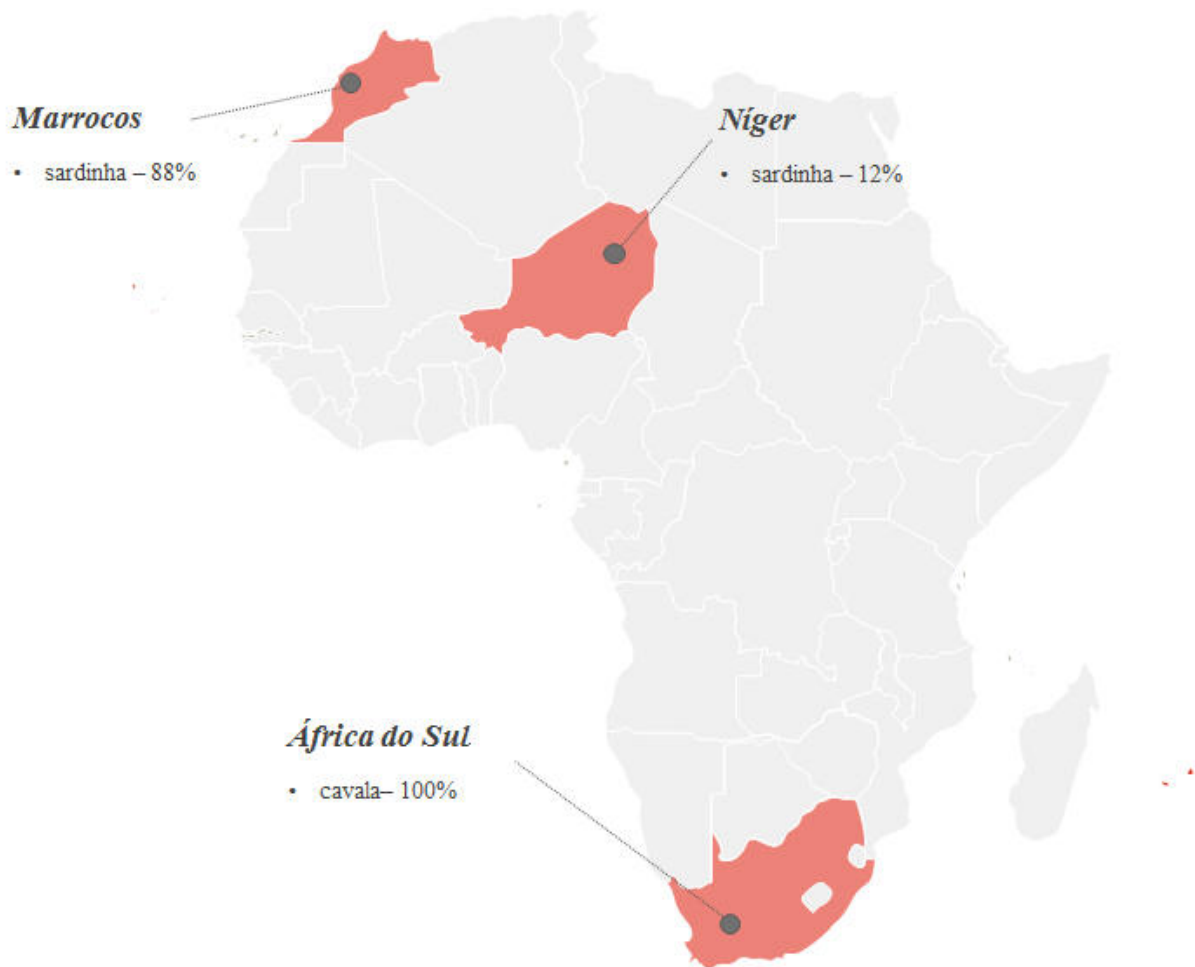 Marrocos
• sardinha – 88%
Níger
• sardinha – 12%
África do Sul
• cavala– 100%